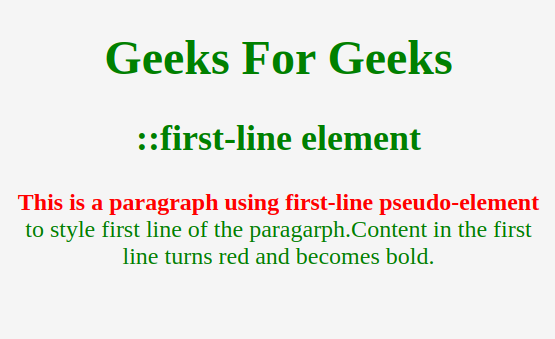 Geeks For Geeks
::first-line element
This is a paragraph using first-line pseudo-element
to style first line of the paragarph.Content in the first
line turns red and becomes bold.